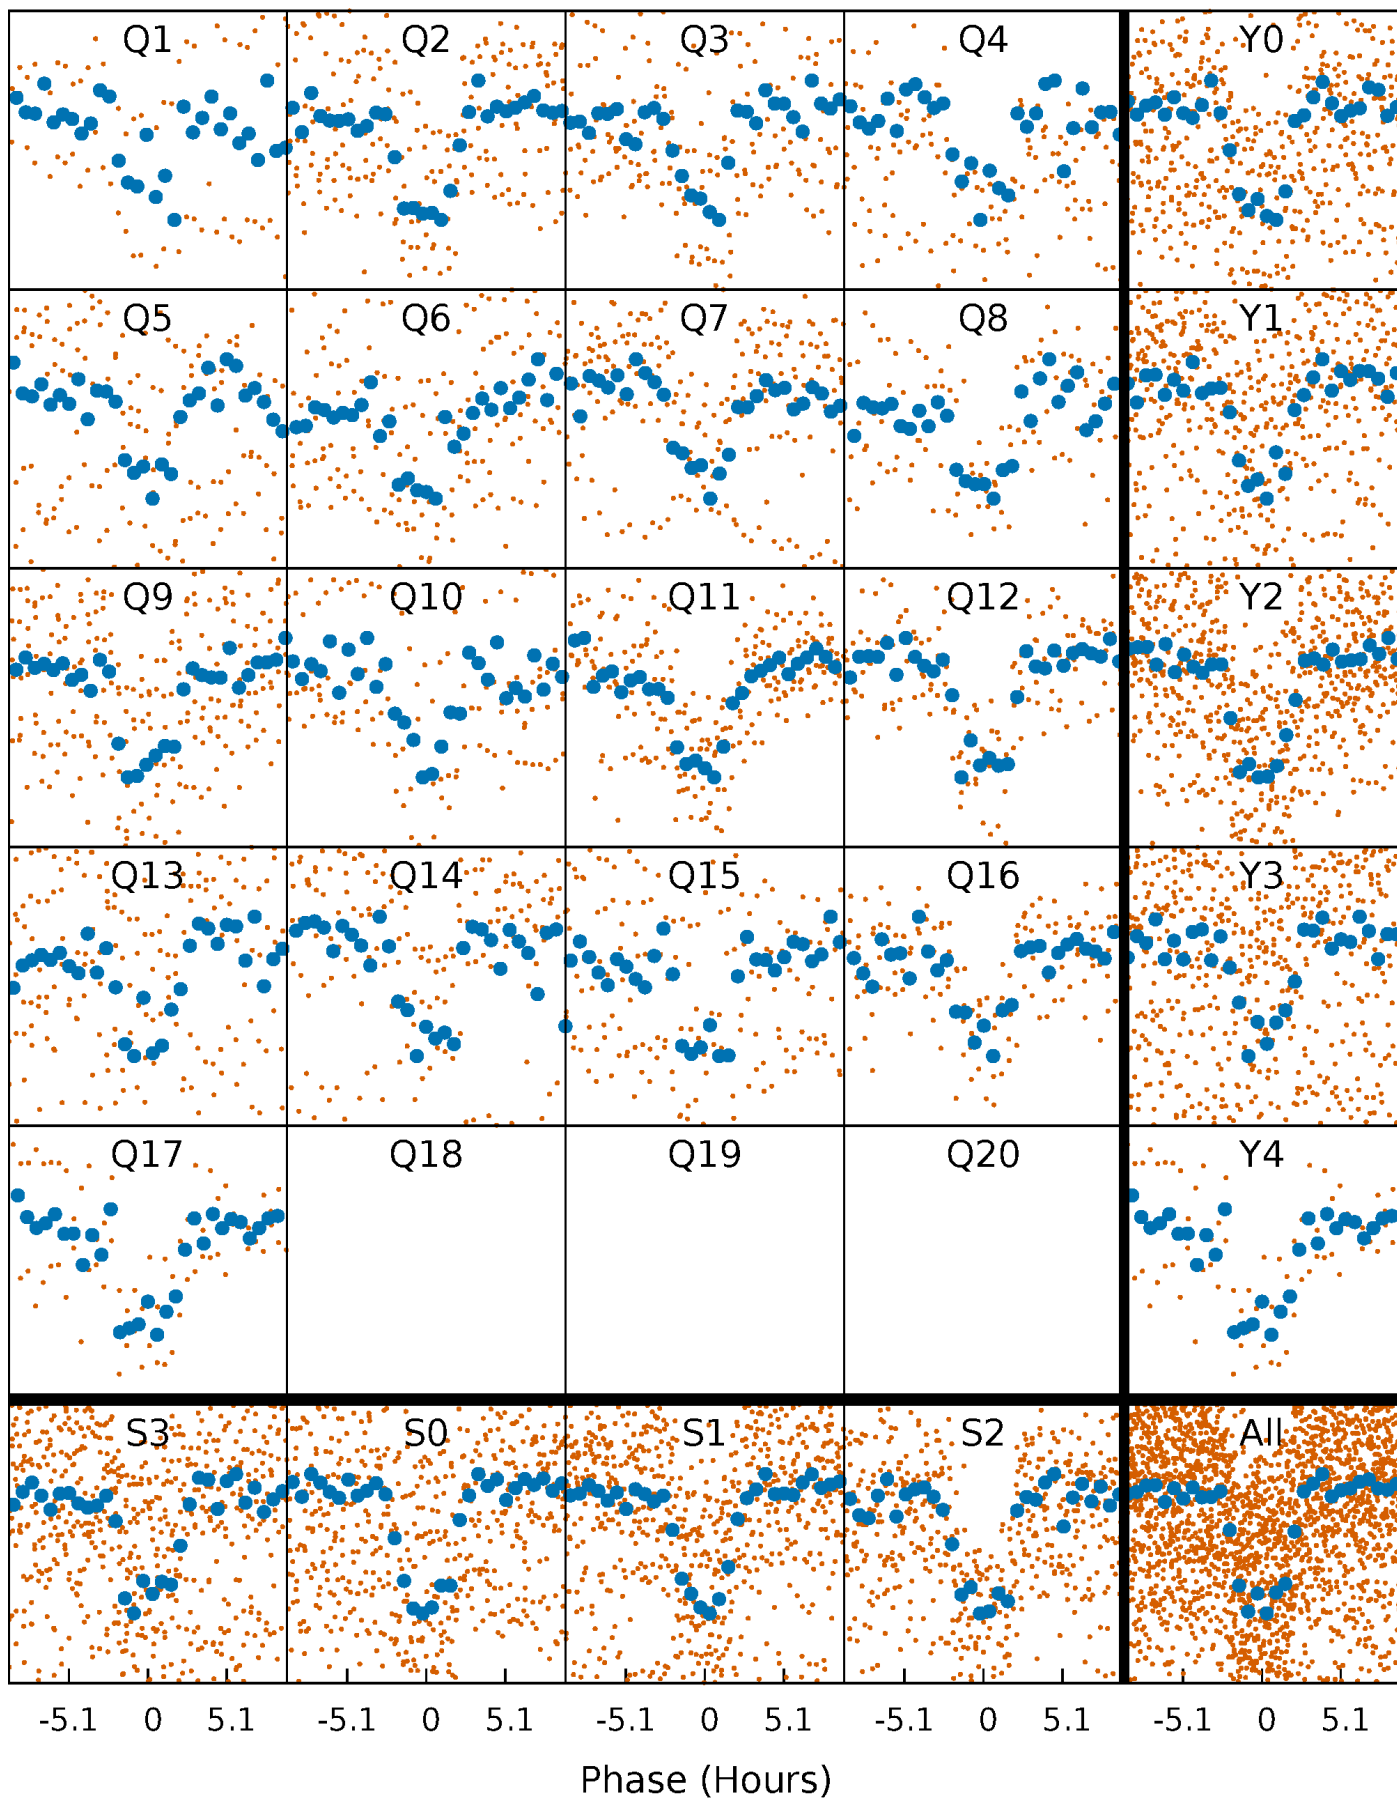 Q1 Q2 Q3 Q4 Y0
Q5 Q6 Q7 Q8 Y1
Q9 Q10 Q11 Q12 Y2
Q13 Q14 Q15 Q16 Y3
Q17 Q18 Q19 Q20 Y4
S3 S0 S1 S2 All
-5.1 0 5.1 -5.1 0 5.1 -5.1 0 5.1 -5.1 0 5.1 -5.1 0 5.1
Phase (Hours)